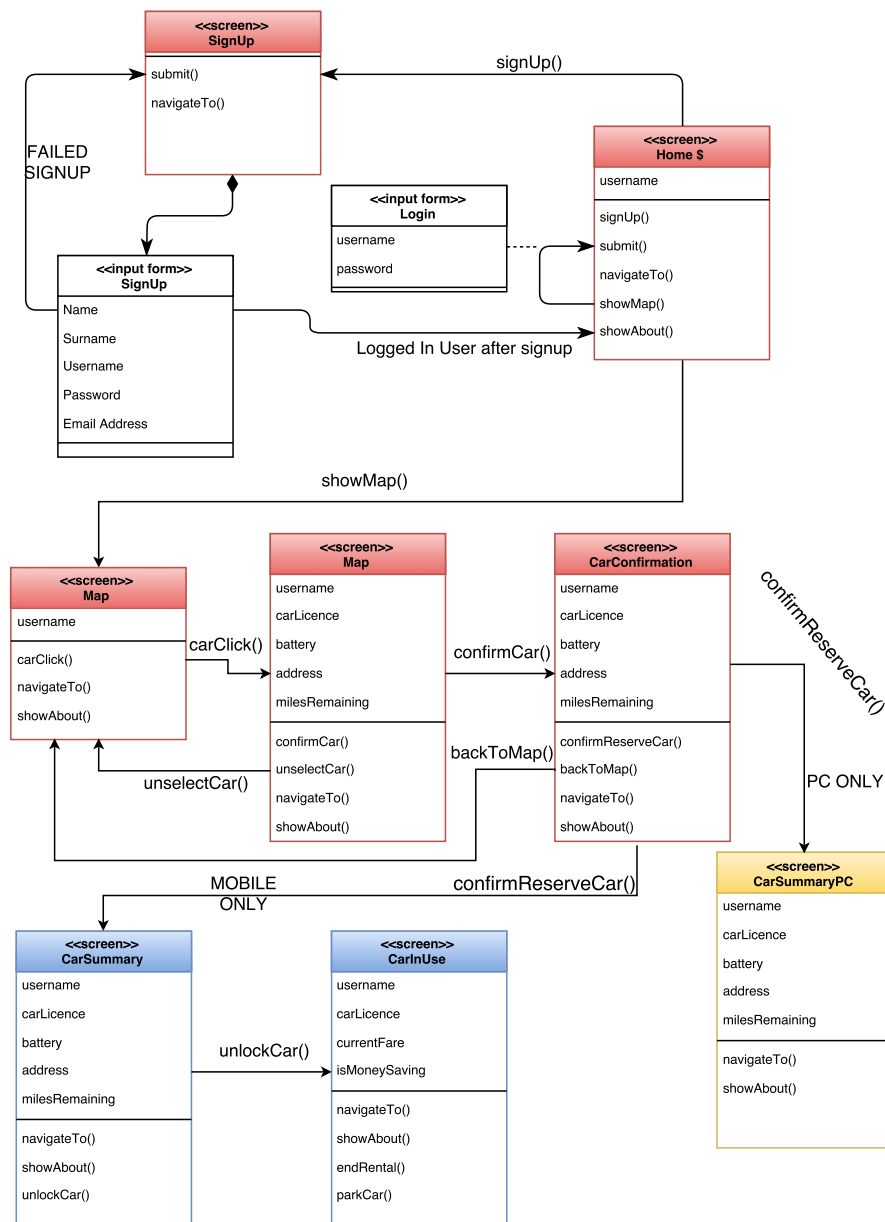 <<screen>>
SignUp
submit()
navigateTo()
signUp()
FAILED
SIGNUP
<<screen>>
Home $
username
signUp()
submit()
navigateTo()
showMap()
showAbout()
<<input form>>
Login
username
password
<<input form>>
SignUp
Name
Surname
Username
Password
Email Address
Logged In User after signup
showMap()
<<screen>>
Map
username
carClick()
navigateTo()
showAbout()
carClick()
unselectCar()
<<screen>>
Map
username
carLicence
battery
address
milesRemaining
confirmCar()
unselectCar()
navigateTo()
showAbout()
confirmCar()
backToMap()
<<screen>>
CarConfirmation
username
carLicence
battery
address
milesRemaining
confirmReserveCar()
backToMap()
navigateTo()
showAbout()
confirmReserveCar()
PC ONLY
<<screen>>
CarSummaryPC
username
carLicence
battery
address
milesRemaining
navigateTo()
showAbout()
MOBILE
ONLY
confirmReserveCar()
<<screen>>
CarSummary
username
carLicence
battery
address
milesRemaining
navigateTo()
showAbout()
unlockCar()
unlockCar()
<<screen>>
CarInUse
username
carLicence
currentFare
isMoneySaving
navigateTo()
showAbout()
endRental()
parkCar()